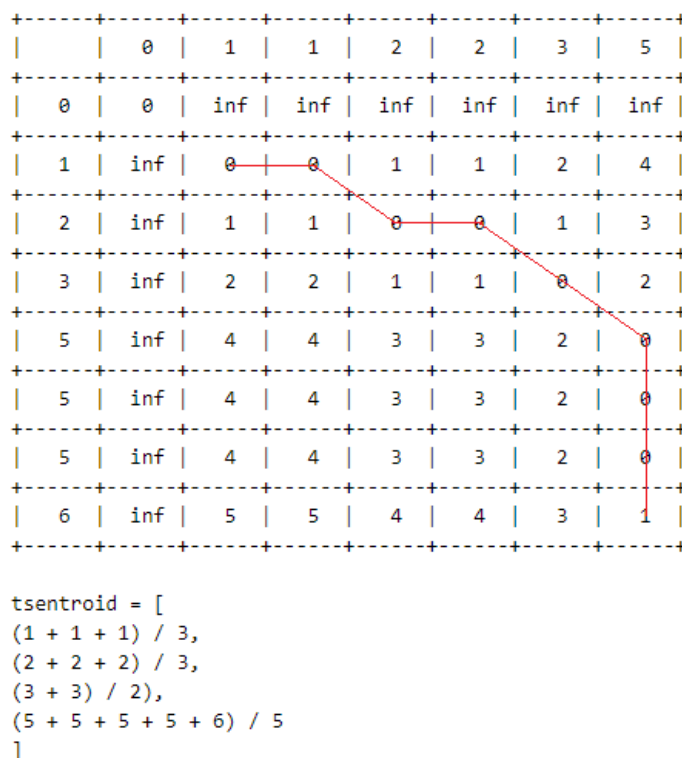 +------+------+------+------+------+------+------+------+
|      |   0  |   1  |   1  |   2  |   2  |   3  |   5  |
+------+------+------+------+------+------+------+------+
|   0  |   0  |  inf |  inf |  inf |  inf |  inf |  inf |
+------+------+------+------+------+------+------+------+
|   1  |  inf |   0  |   0  |   1  |   1  |   2  |   4  |
+------+------+------+------+------+------+------+------+
|   2  |  inf |   1  |   1  |   0  |   0  |   1  |   3  |
+------+------+------+------+------+------+------+------+
|   3  |  inf |   2  |   2  |   1  |   1  |   0  |   2  |
+------+------+------+------+------+------+------+------+
|   5  |  inf |   4  |   4  |   3  |   3  |   2  |   0  |
+------+------+------+------+------+------+------+------+
|   5  |  inf |   4  |   4  |   3  |   3  |   2  |   0  |
+------+------+------+------+------+------+------+------+
|   5  |  inf |   4  |   4  |   3  |   3  |   2  |   0  |
+------+------+------+------+------+------+------+------+
|   6  |  inf |   5  |   5  |   4  |   4  |   3  |   1  |
+------+------+------+------+------+------+------+------+
tsentroid = [
(1 + 1 + 1) / 3,
(2 + 2 + 2) / 3,
(3 + 3) / 2),
(5 + 5 + 5 + 5 + 6) / 5
]